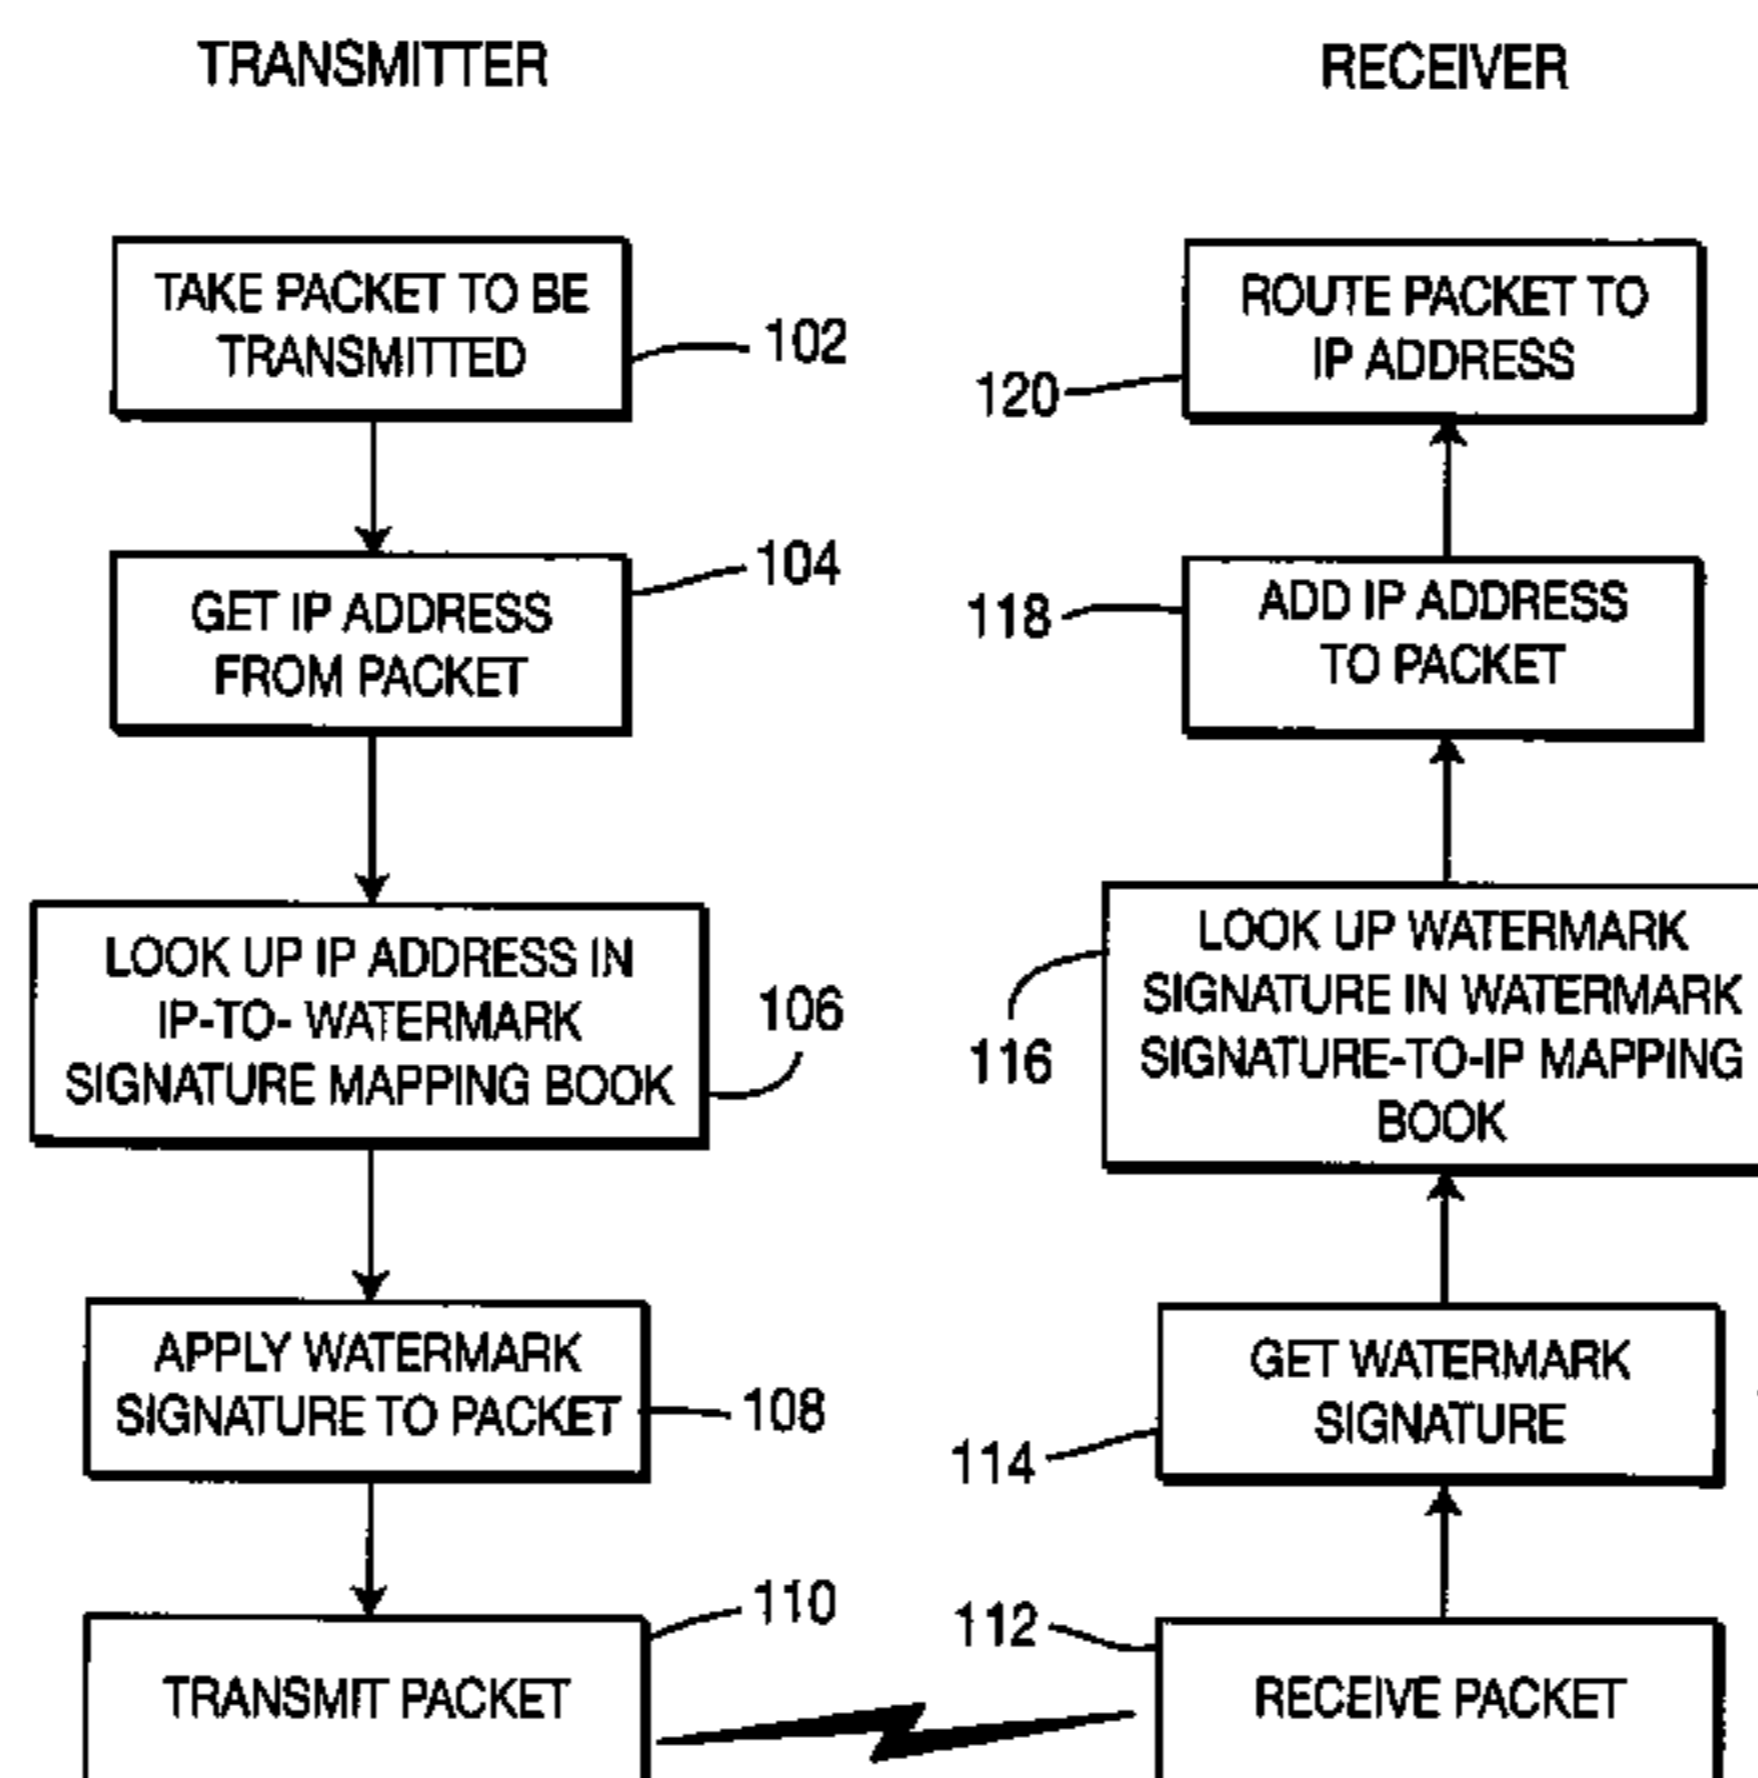 TRANSMITTER
TAKE PACKET TO BE
TRANSMITTED
102
GET IP ADDRESS
FROM PACKET
104
LOOK UP IP ADDRESS IN
IP-TO- WATERMARK
SIGNATURE MAPPING BOOK
106
APPLY WATERMARK
SIGNATURE TO PACKET
108
TRANSMIT PACKET
110
RECEIVER
ROUTE PACKET TO
IP ADDRESS
120
ADD IP ADDRESS
TO PACKET
118
LOOK UP WATERMARK
SIGNATURE IN WATERMARK
SIGNATURE-TO-IP MAPPING
BOOK
116
GET WATERMARK
SIGNATURE
114
RECEIVE PACKET
112